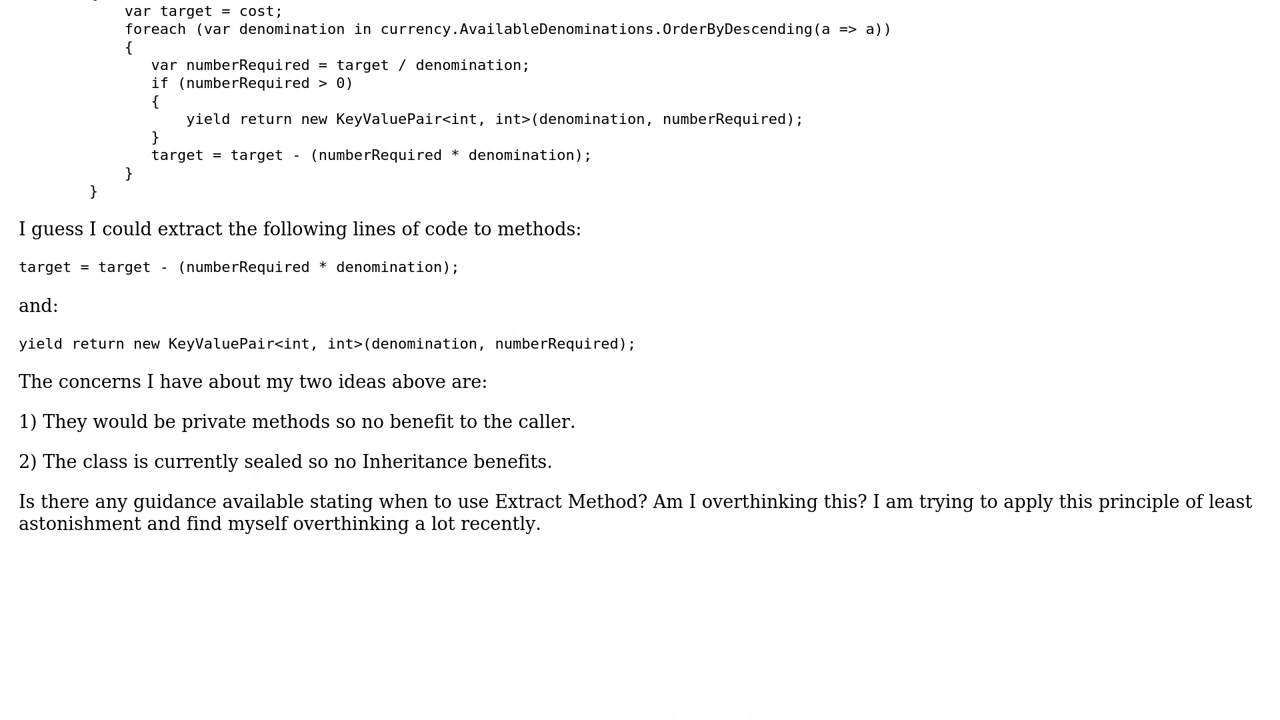 var target = cost;
foreach (var denomination in currency.AvailableDenominations.OrderByDescending(a => a))
{
var numberRequired = target / denomination;
if (numberRequired > 0)
{
yield return new KeyValuePair<int, int>(denomination, numberRequired);
}
target = target - (numberRequired * denomination);
}
}
I guess I could extract the following lines of code to methods:
target = target - (numberRequired * denomination);
and:
yield return new KeyValuePair<int, int>(denomination, numberRequired);
The concerns I have about my two ideas above are:
1) They would be private methods so no benefit to the caller.
2) The class is currently sealed so no Inheritance benefits.
Is there any guidance available stating when to use Extract Method? Am I overthinking this? I am trying to apply this principle of least
astonishment and find myself overthinking a lot recently.